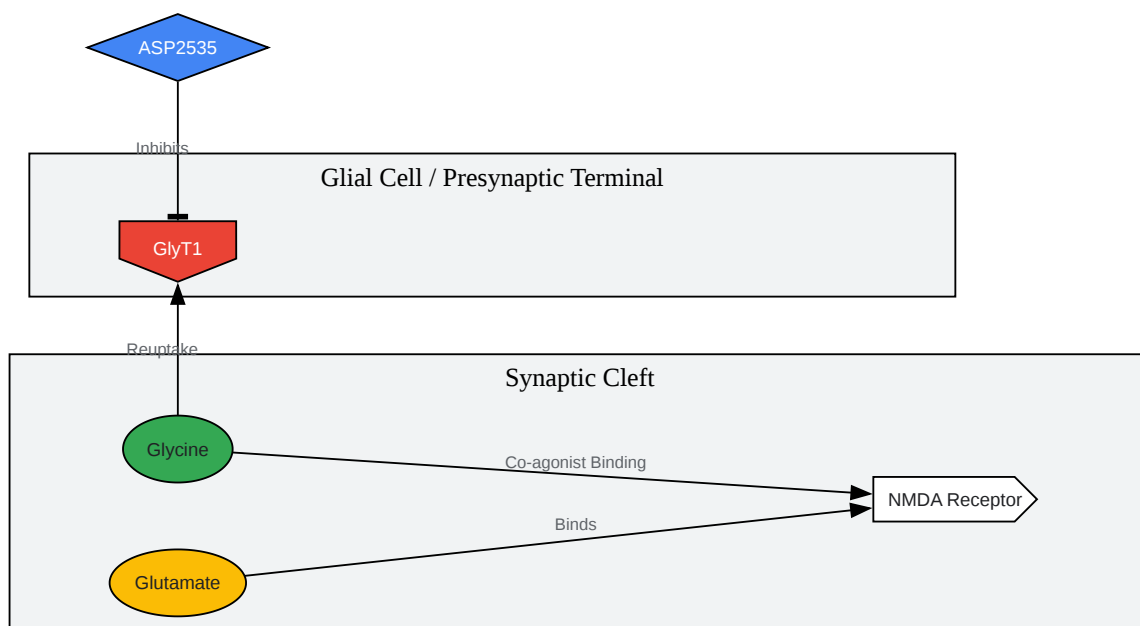 ASP2535
Inhibits
Glial Cell / Presynaptic Terminal
GlyT1
Reuptake
Synaptic Cleft
Glycine
Co-agonist Binding
NMDA Receptor
Binds
Glutamate